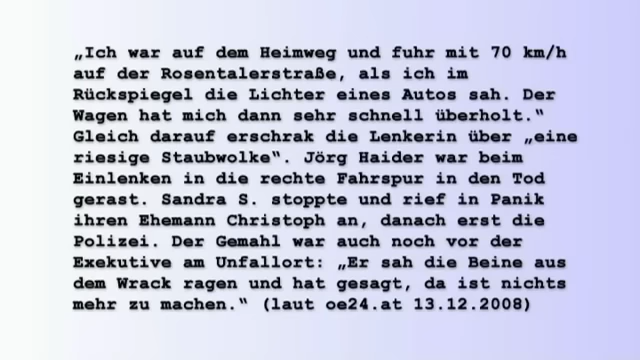 „Ich war auf dem Heimweg und fuhr mit 70 km/h
auf der Rosentalerstraße, als ich im
Rückspiegel die Lichter eines Autos sah. Der
Wagen hat mich dann sehr schnell überholt.“
Gleich darauf erschrak die Lenkerin über „eine
riesige Staubwolke“. Jörg Haider war beim
Einlenken in die rechte Fahrspur in den Tod
gerast. Sandra S. stoppte und rief in Panik
ihren Ehemann Christoph an, danach erst die
Polizei. Der Gemahl war auch noch vor der
Exekutive am Unfallort: „Er sah die Beine aus
dem Wrack ragen und hat gesagt, da ist nichts
mehr zu machen.“ (laut oe24.at 13.12.2008)